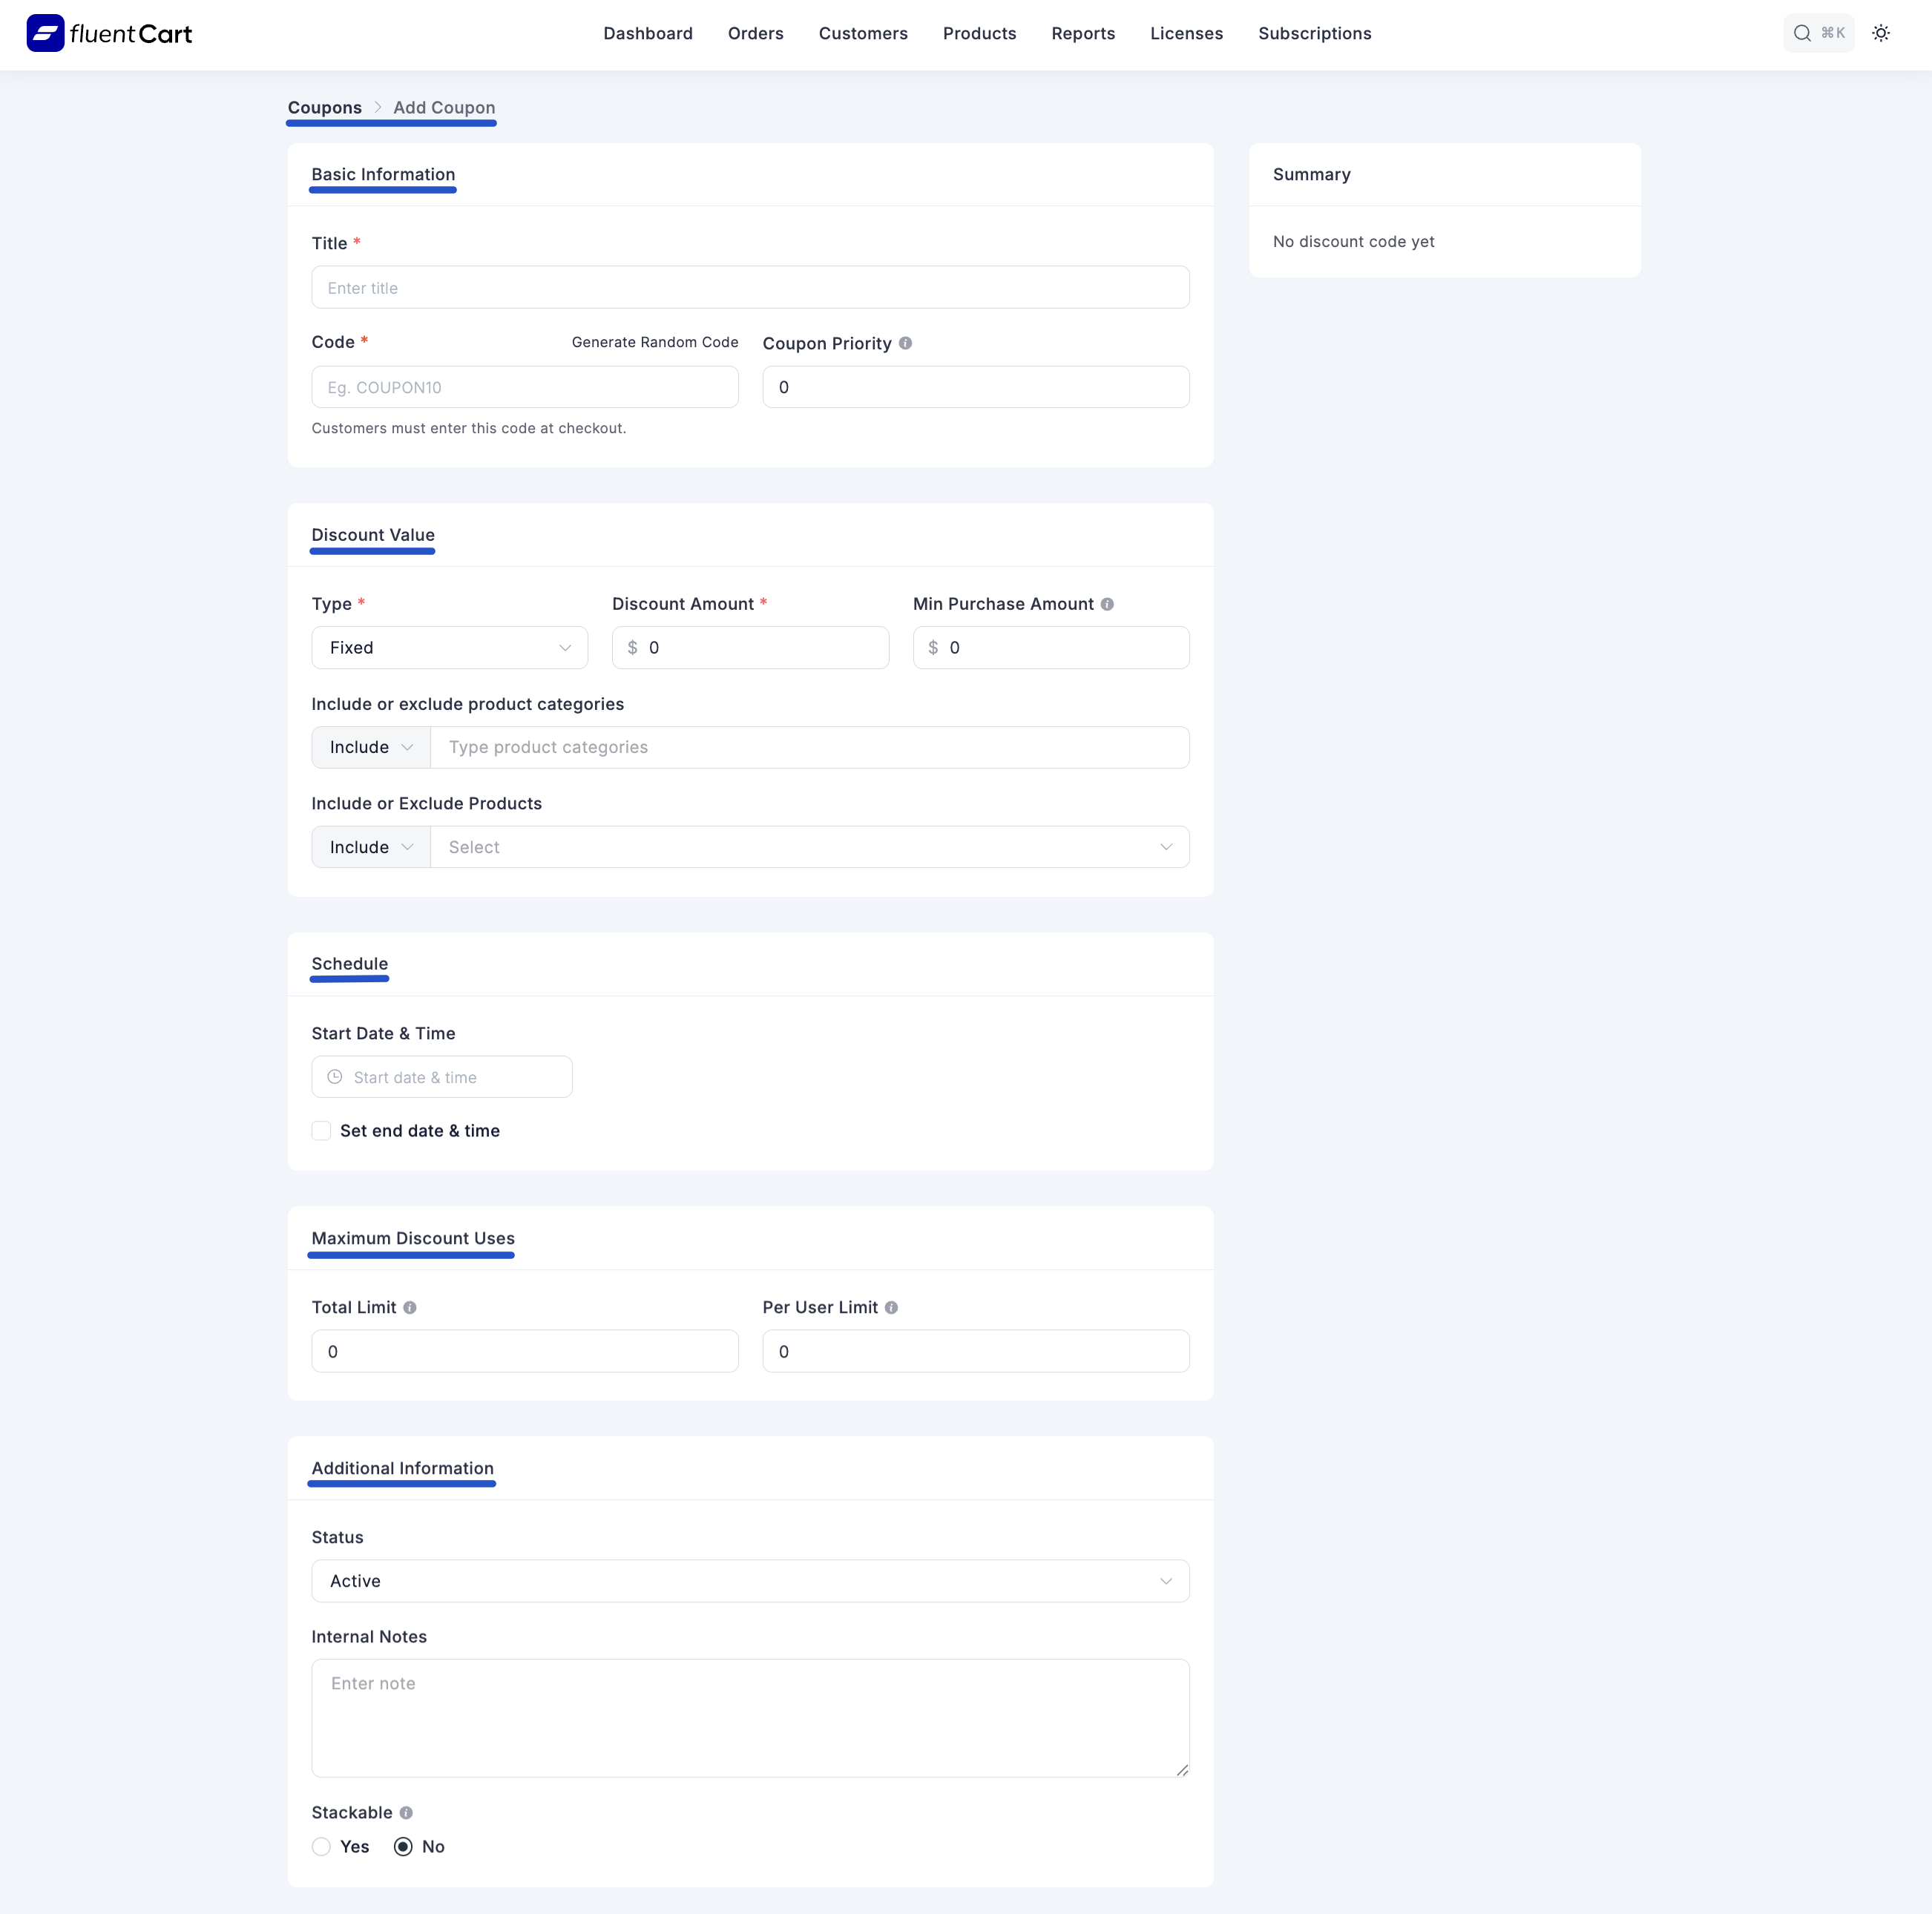 fluentCart
Dashboard Orders Customers Products Reports Licenses Subscriptions
⌘K
Coupons > Add Coupon
Basic Information
Title *
Enter title
Code * Generate Random Code
Eg. COUPON10
Customers must enter this code at checkout.
Coupon Priority
0
Summary
No discount code yet
Discount Value
Type * Discount Amount * Min Purchase Amount
Fixed $ 0 $ 0
Include or exclude product categories
Include Type product categories
Include or Exclude Products
Include Select
Schedule
Start Date & Time
Start date & time
Set end date & time
Maximum Discount Uses
Total Limit Per User Limit
0 0
Additional Information
Status
Active
Internal Notes
Enter note
Stackable
Yes No